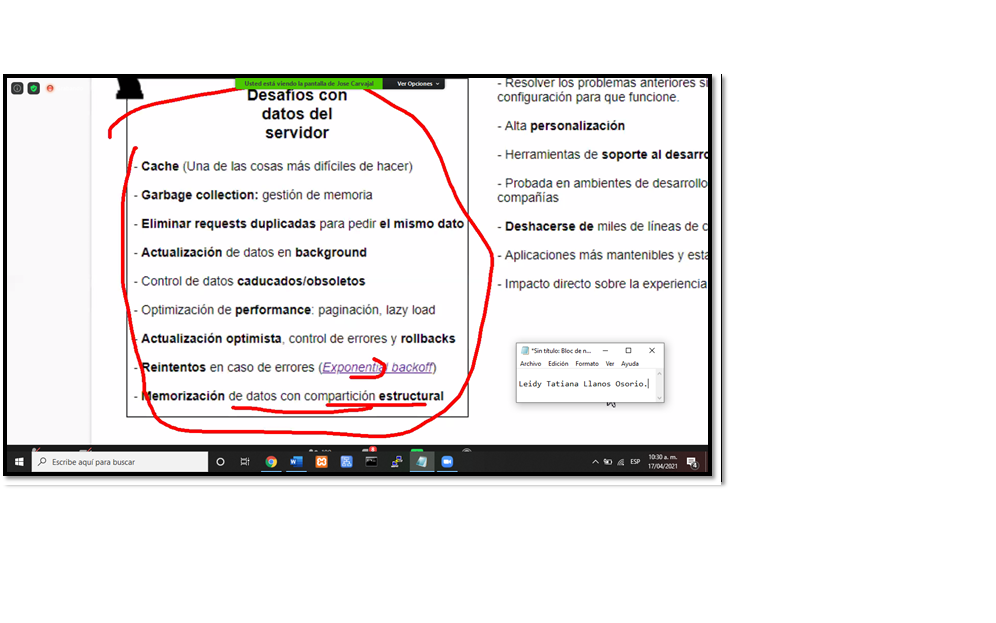 Usted está viendo la pantalla de Jose Carvajal
Ver Opciones
Desafíos con
datos del
servidor
- Cache (Una de las cosas más difíciles de hacer)
- Garbage collection: gestión de memoria
- Eliminar requests duplicadas para pedir el mismo dato
- Actualización de datos en background
- Control de datos caducados/obsoletos
- Optimización de performance: paginación, lazy load
- Actualización optimista, control de errores y rollbacks
- Reintentos en caso de errores (Exponential backoff)
- Memorización de datos con compartición estructural
- Resolver los problemas anteriores
configuración para que funcione.
- Alta personalización
- Herramientas de soporte al
- Probada en ambientes de desarrollo
compañías
- Deshacerse de miles de líneas de
- Aplicaciones más mantenibles y
- Impacto directo sobre la experiencia
*Sin título: Bloc de n...
Archivo Edición Formato Ver Ayuda
Leidy Tatiana Llanos Osorio.
Escribe aquí para buscar
ESP
10:30 a. m.
17/04/2021
4